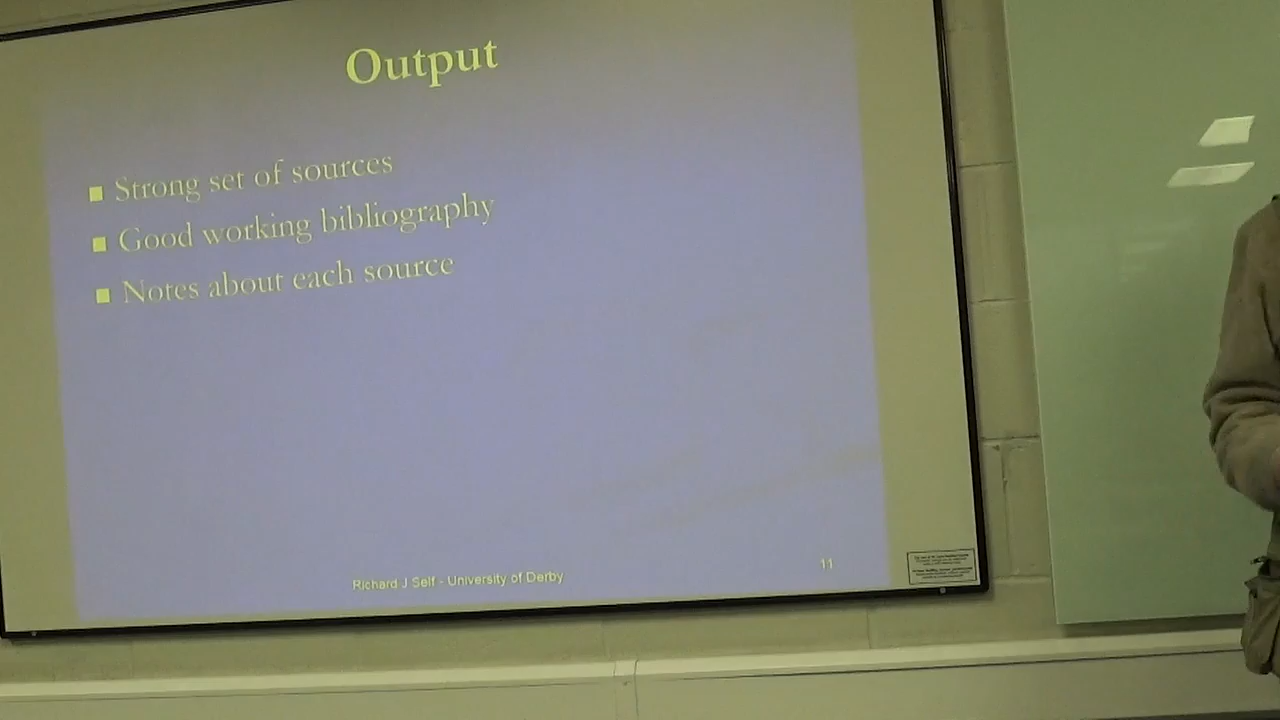 Output
Strong set of sources
Good working bibliography
Notes about each source
Richard J Self - University of Derby
11